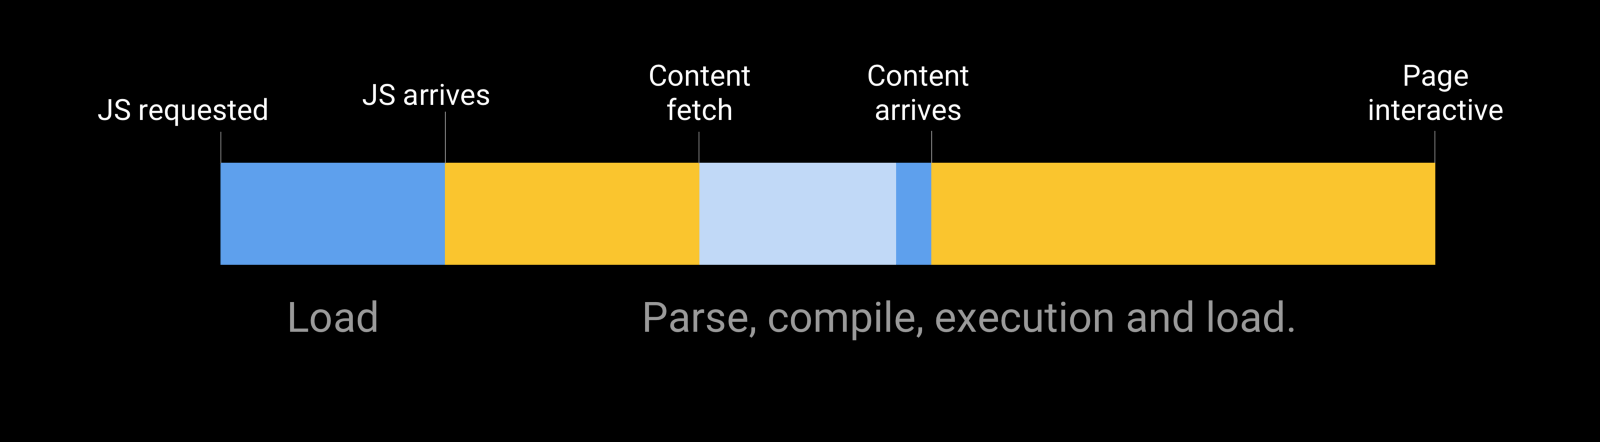 JS requested
JS arrives
Content
fetch
Content
arrives
Page
interactive
Load
Parse, compile, execution and load.